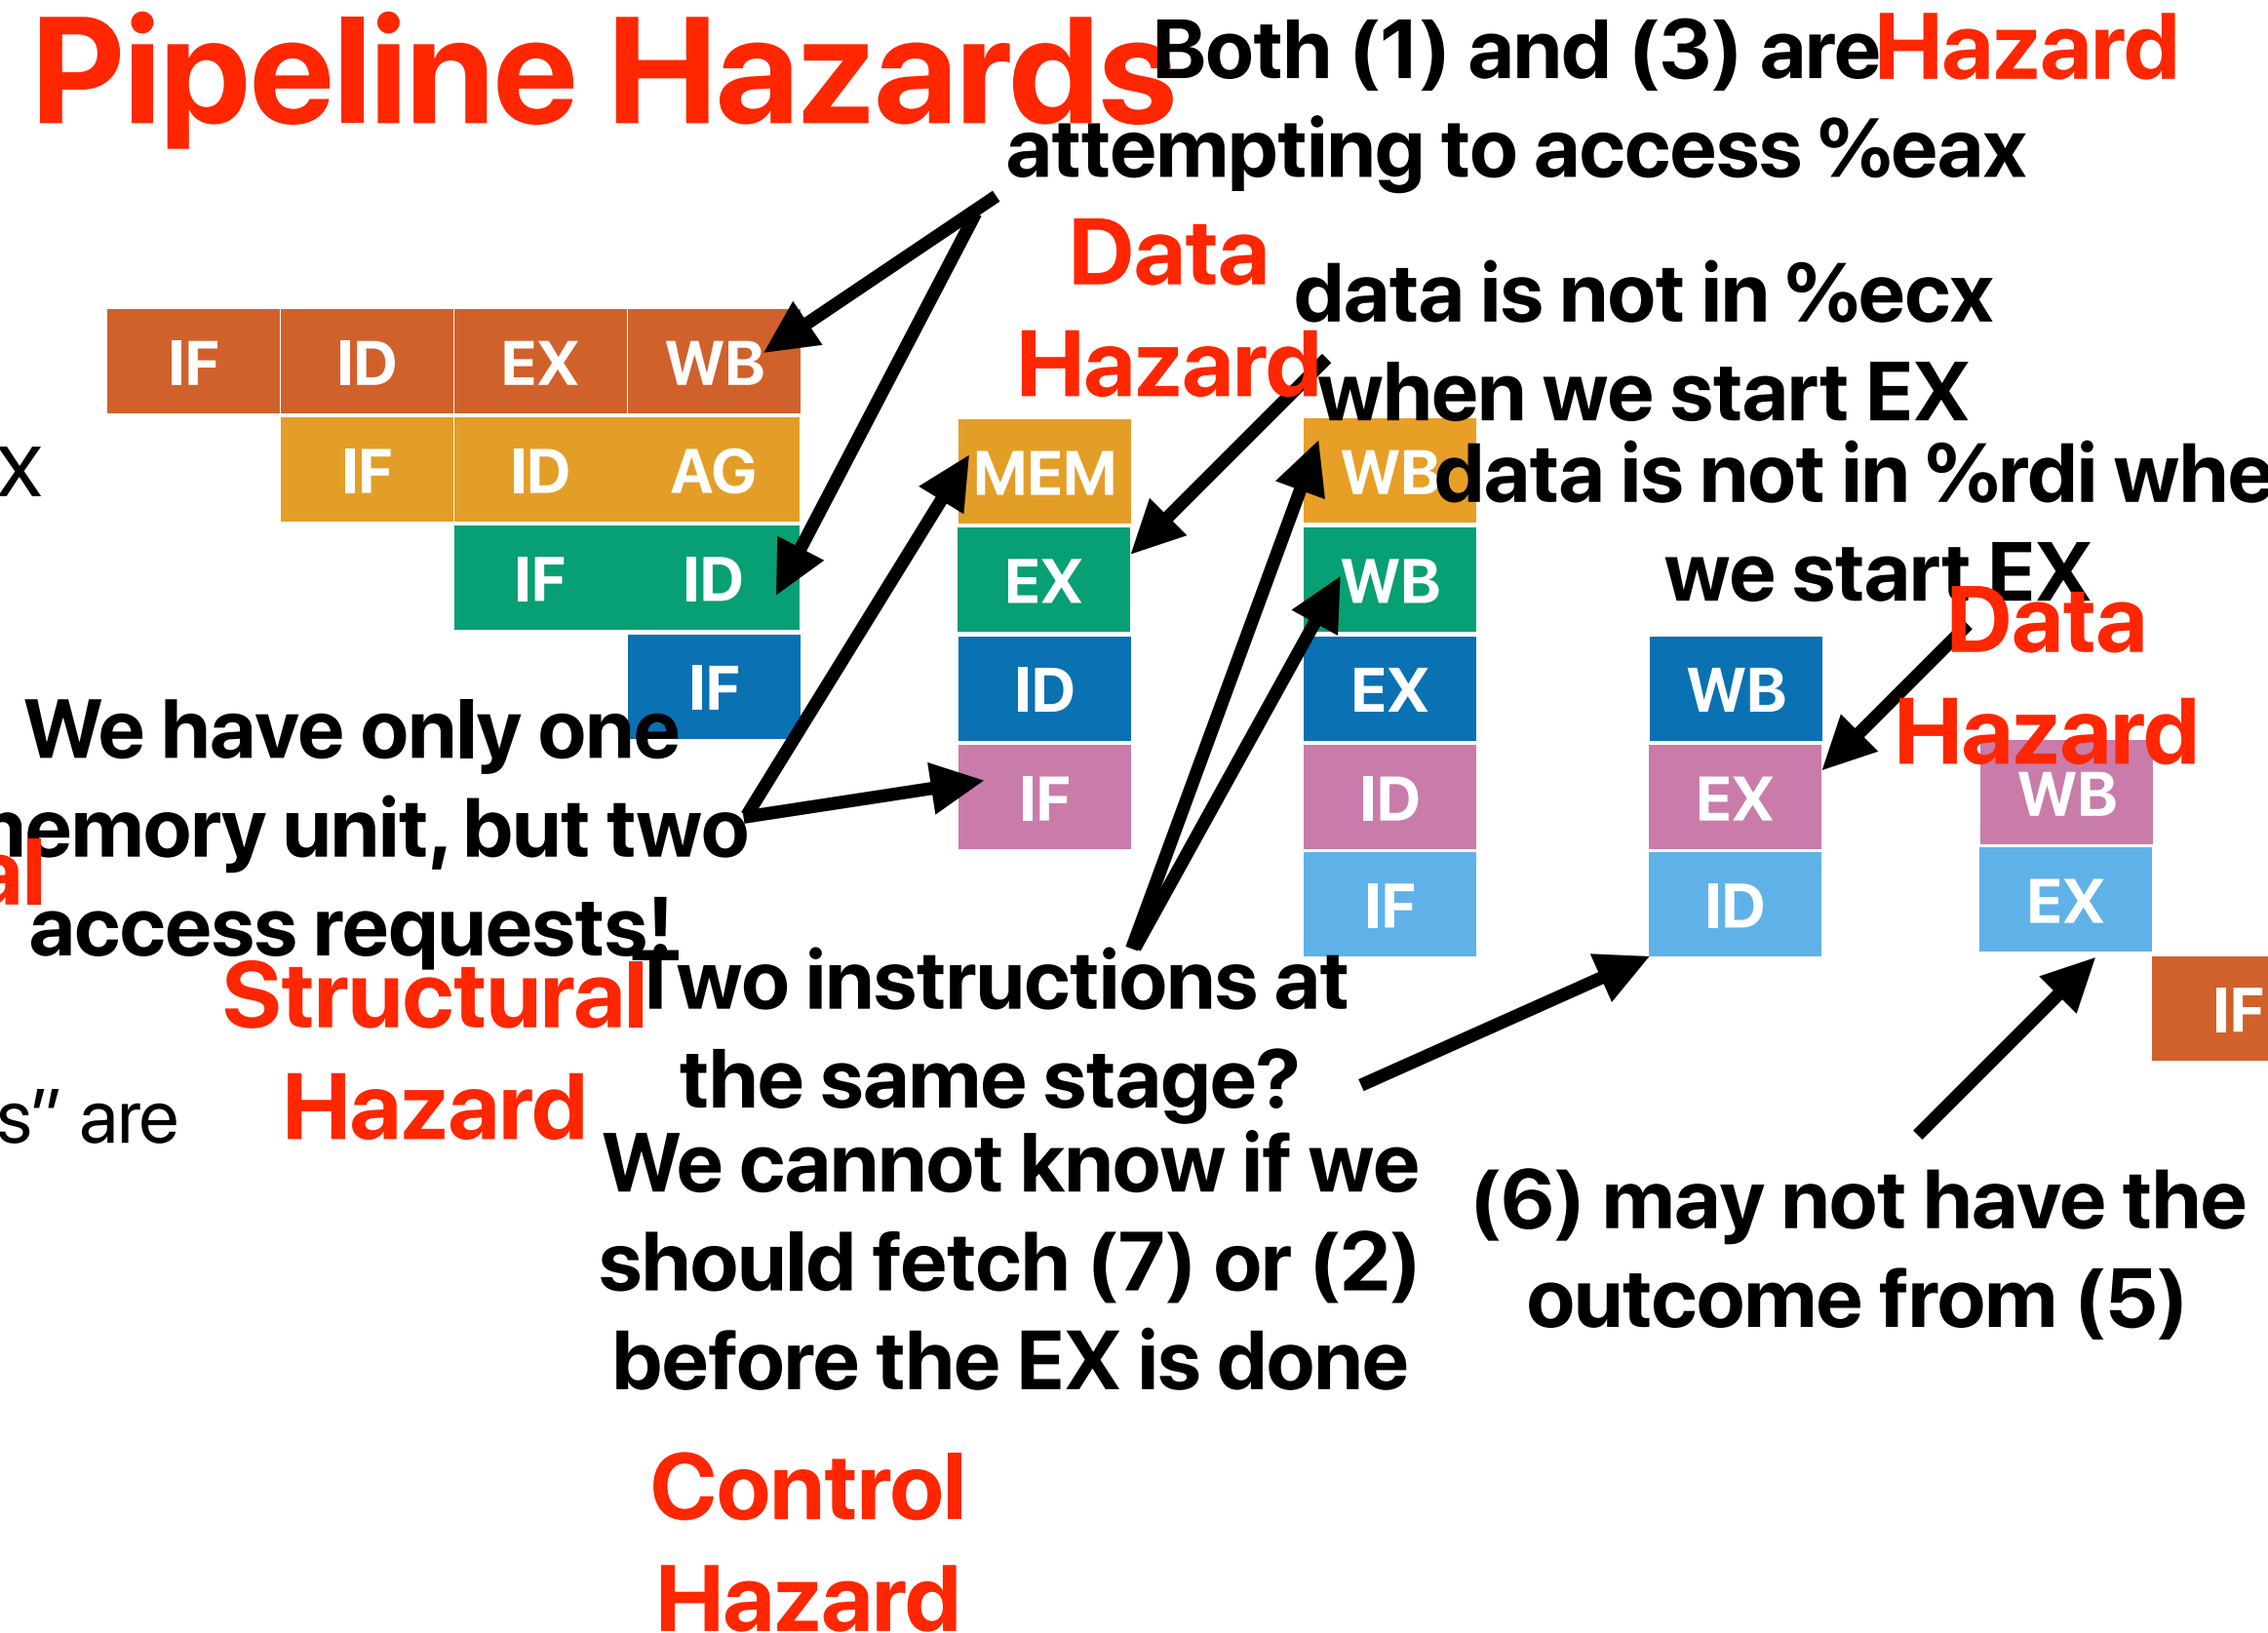 Pipeline Hazards
Both (1) and (3) are
Hazard
attempting to access %eax
Data
Hazard
data is not in %ecx
when we start EX
data is not in %rdi whe
we start EX
Data
Hazard
IF ID EX WB
X
IF ID AG MEM WB
IF ID EX WB
IF ID EX WB
IF ID EX WB
IF ID EX
IF
We have only one
memory unit, but two
access requests!
al
Structural
Hazard
s" are
Two instructions at
the same stage?
We cannot know if we
should fetch (7) or (2)
before the EX is done
(6) may not have the
outcome from (5)
Control
Hazard